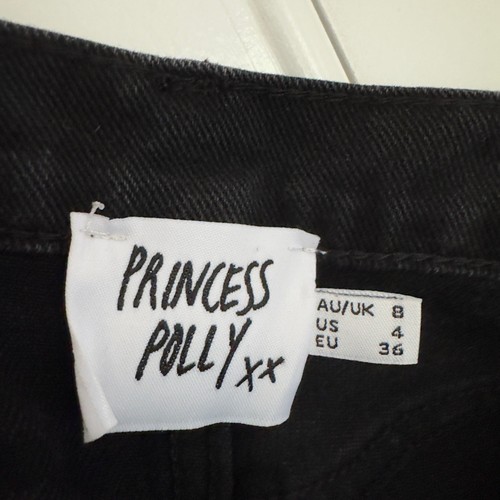 PRINCESS
POLLY xx
AU/UK 8
US 4
EU 36